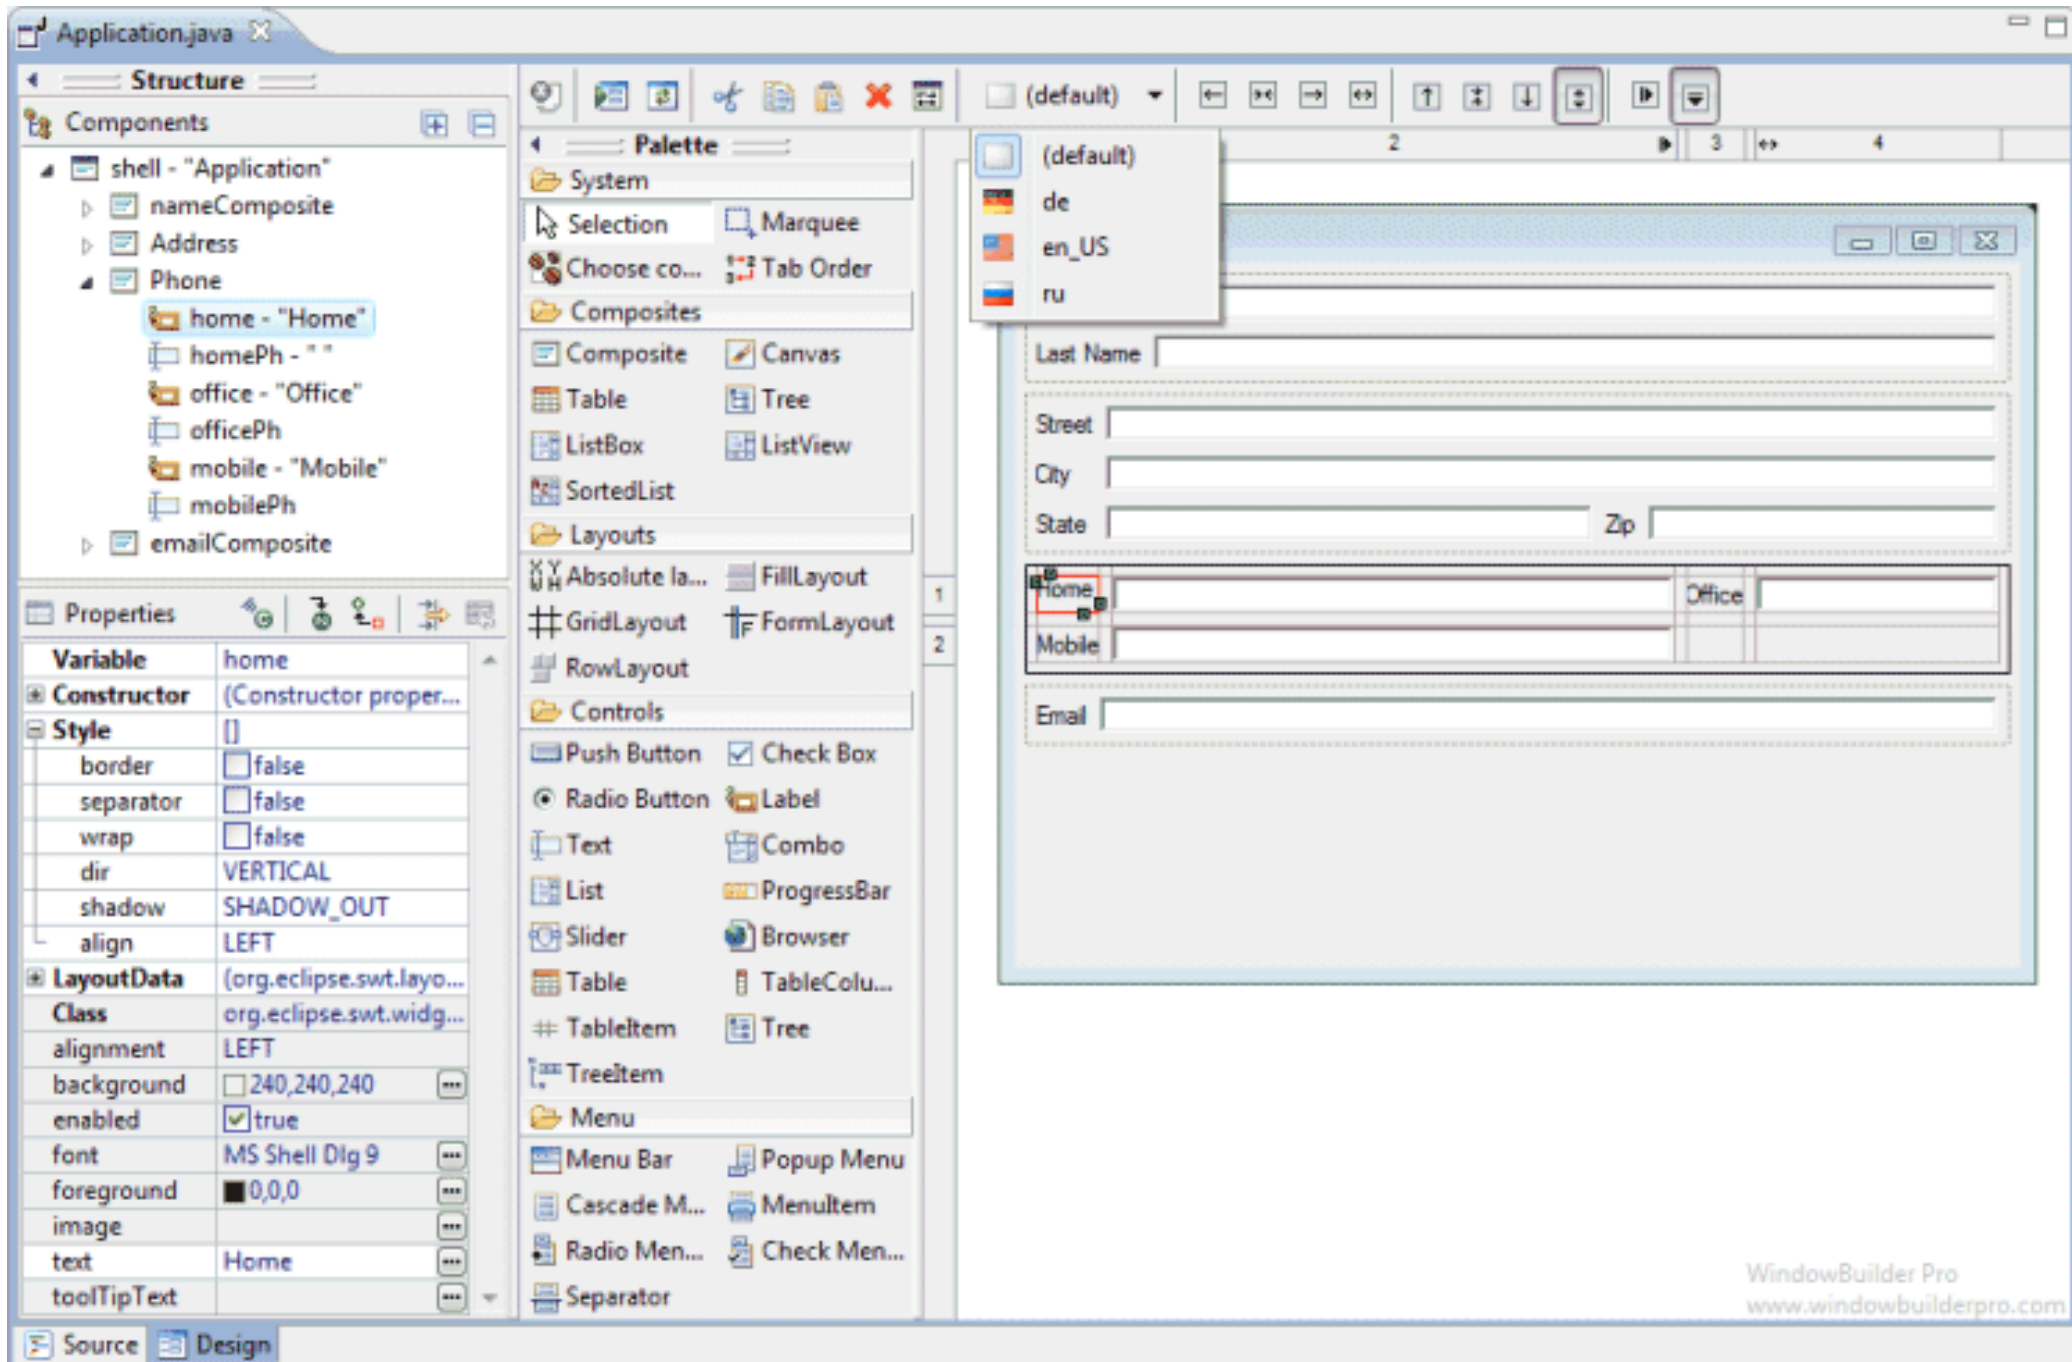 Application.java
Structure
Components
shell - "Application"
nameComposite
Address
Phone
home - "Home"
homePh - " "
office - "Office"
officePh
mobile - "Mobile"
mobilePh
emailComposite
Properties
Variable home
Constructor (Constructor proper...
Style []
border false
separator false
wrap false
dir VERTICAL
shadow SHADOW_OUT
align LEFT
LayoutData (org.eclipse.swt.layo...
Class org.eclipse.swt.widg...
alignment LEFT
background 240,240,240
enabled true
font MS Shell Dlg 9
foreground 0,0,0
image
text Home
toolTipText
Source Design
Palette
System
Selection Marquee
Choose co... Tab Order
Composites
Composite Canvas
Table Tree
ListBox ListView
SortedList
Layouts
Absolute la... FillLayout
GridLayout FormLayout
RowLayout
Controls
Push Button Check Box
Radio Button Label
Text Combo
List ProgressBar
Slider Browser
Table TableColu...
TableItem Tree
TreeItem
Menu
Menu Bar Popup Menu
Cascade M... MenuItem
Radio Men... Check Men...
Separator
(default)
(default)
de
en_US
ru
2 3 4
1
2
Last Name
Street
City
State Zip
Home Office
Mobile
Email
WindowBuilder Pro
www.windowbuilderpro.com